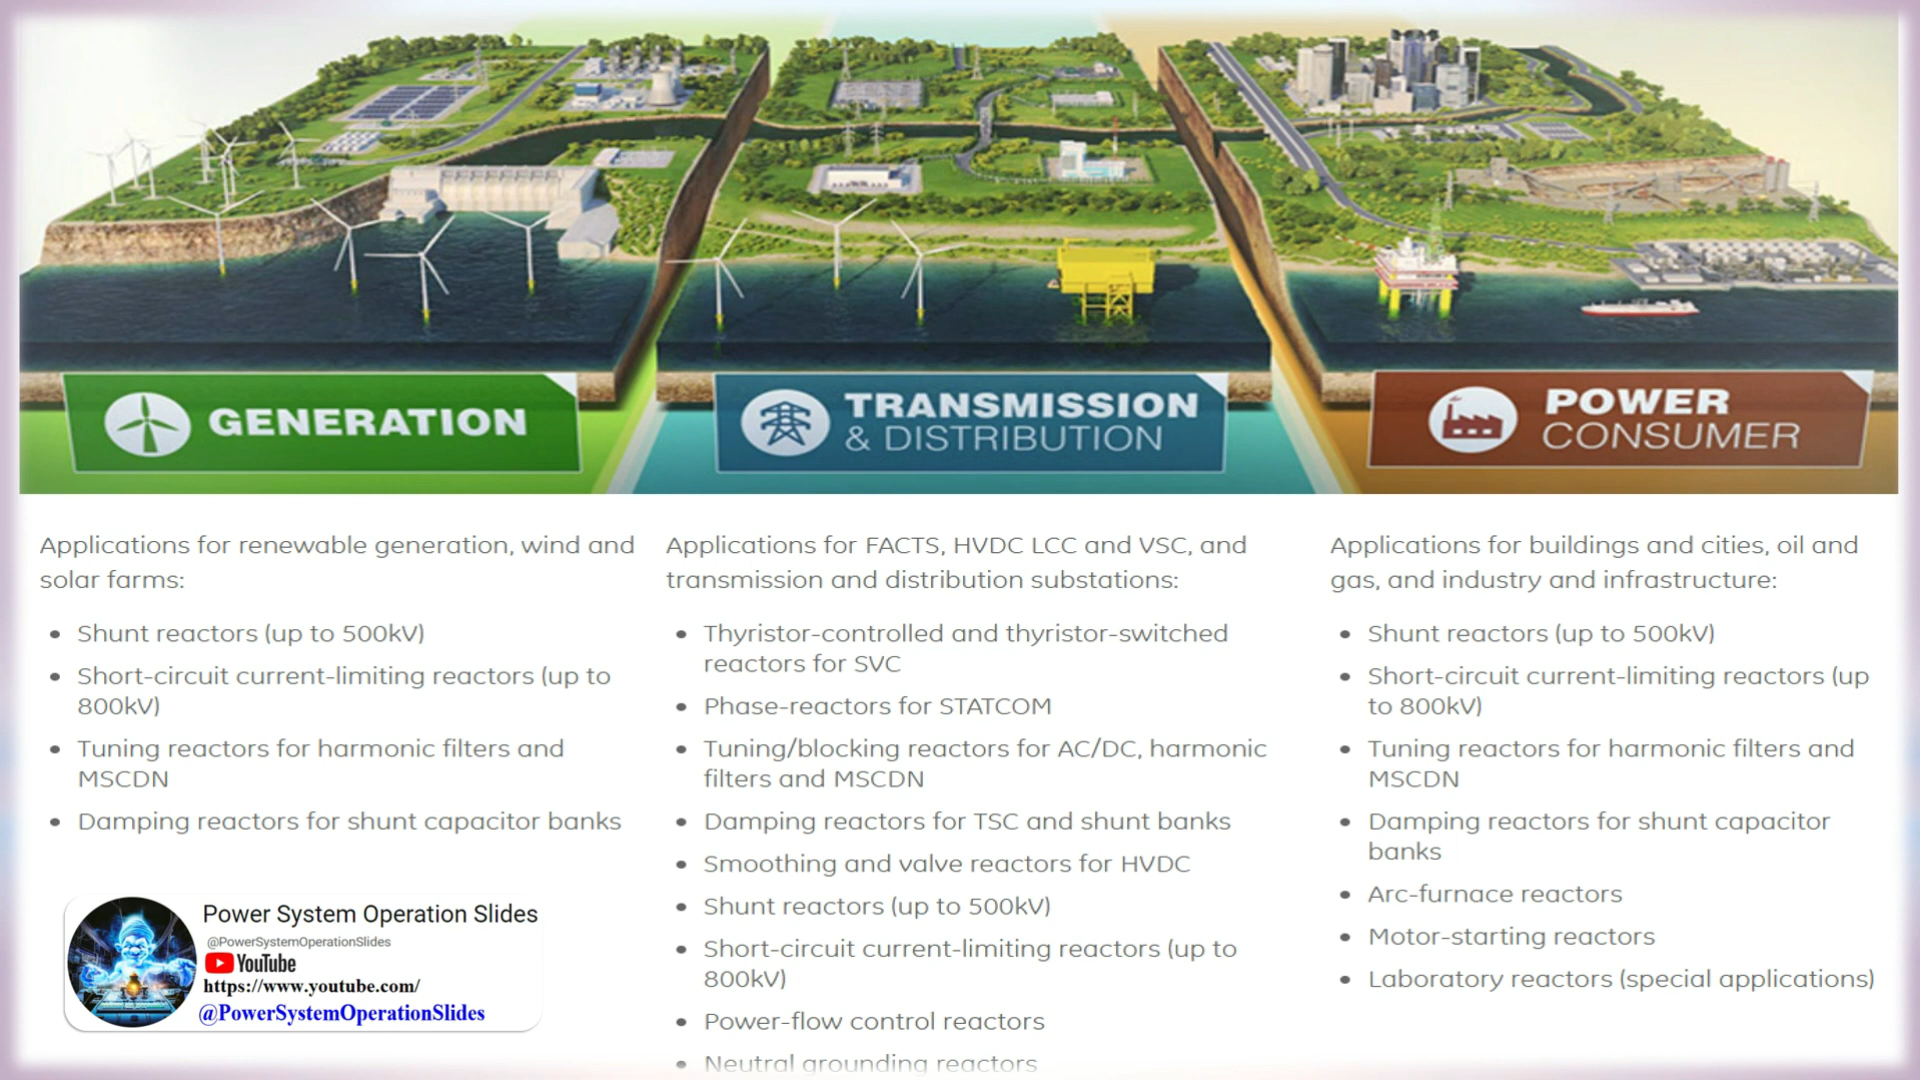 GENERATION
TRANSMISSION
& DISTRIBUTION
POWER
CONSUMER
Applications for renewable generation, wind and
solar farms:
• Shunt reactors (up to 500kV)
• Short-circuit current-limiting reactors (up to
800kV)
• Tuning reactors for harmonic filters and
MSCDN
• Damping reactors for shunt capacitor banks
Applications for FACTS, HVDC LCC and VSC, and
transmission and distribution substations:
• Thyristor-controlled and thyristor-switched
reactors for SVC
• Phase-reactors for STATCOM
• Tuning/blocking reactors for AC/DC, harmonic
filters and MSCDN
• Damping reactors for TSC and shunt banks
• Smoothing and valve reactors for HVDC
• Shunt reactors (up to 500kV)
• Short-circuit current-limiting reactors (up to
800kV)
• Power-flow control reactors
• Neutral grounding reactors
Applications for buildings and cities, oil and
gas, and industry and infrastructure:
• Shunt reactors (up to 500kV)
• Short-circuit current-limiting reactors (up
to 800kV)
• Tuning reactors for harmonic filters and
MSCDN
• Damping reactors for shunt capacitor
banks
• Arc-furnace reactors
• Motor-starting reactors
• Laboratory reactors (special applications)
Power System Operation Slides
@PowerSystemOperationSlides
YouTube
https://www.youtube.com/
@PowerSystemOperationSlides